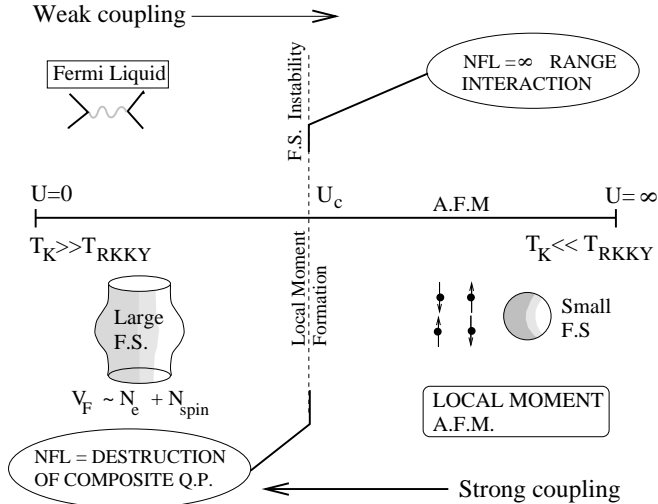 Weak coupling
Fermi Liquid
F.S. Instability
NFL = ∞ RANGE
INTERACTION
U=0
U_c
A.F.M
U= ∞
T_K>>T_RKKY
T_K<< T_RKKY
Local Moment
Formation
Large
F.S.
Small
F.S
V_F ~ N_e + N_spin
LOCAL MOMENT
A.F.M.
NFL = DESTRUCTION
OF COMPOSITE Q.P.
Strong coupling